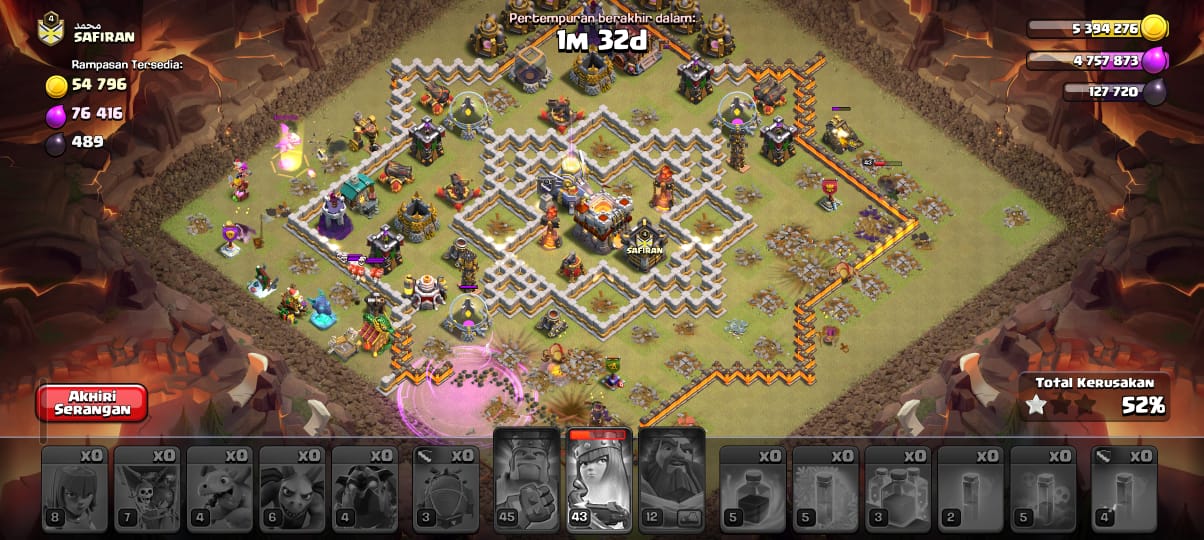 4
محمد
SAFIRAN
Rampasan Tersedia:
54 796
76 416
489
Pertempuran berakhir dalam:
1m 32d
5 394 276
4 757 873
127 720
43
SAFIRAN
Akhiri
Serangan
Total Kerusakan
52%
x0 x0 x0 x0 x0 x0 x0 x0 x0 x0 x0 x0
8 7 4 6 4 3 45 43 12 5 5 3 2 5 4